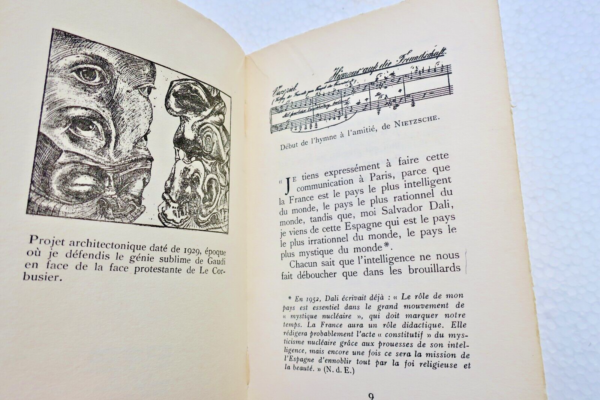 Projet architectonique daté de 1929, époque
où je défendis le génie sublime de Gaudi
en face de la face protestante de Le Cor-
busier.
Hymnus auf die Freundschaft.
Début de l'hymne à l'amitié, de NIETZSCHE.
« JE tiens expressément à faire cette
communication à Paris, parce que
la France est le pays le plus intelligent
du monde, le pays le plus rationnel du
monde, tandis que, moi Salvador Dali,
je viens de cette Espagne qui est le pays
le plus irrationnel du monde, le pays le
plus mystique du monde*.
Chacun sait que l'intelligence ne nous
fait déboucher que dans les brouillards
* En 1952, Dali écrivait déjà : « Le rôle de mon
pays est essentiel dans le grand mouvement de
« mystique nucléaire », qui doit marquer notre
temps. La France aura un rôle didactique. Elle
rédigera probablement l'acte « constitutif » du mys-
ticisme nucléaire grâce aux prouesses de son intel-
ligence, mais encore une fois ce sera la mission de
l'Espagne d'ennoblir tout par la foi religieuse et
la beauté. » (N. d. E.)
9